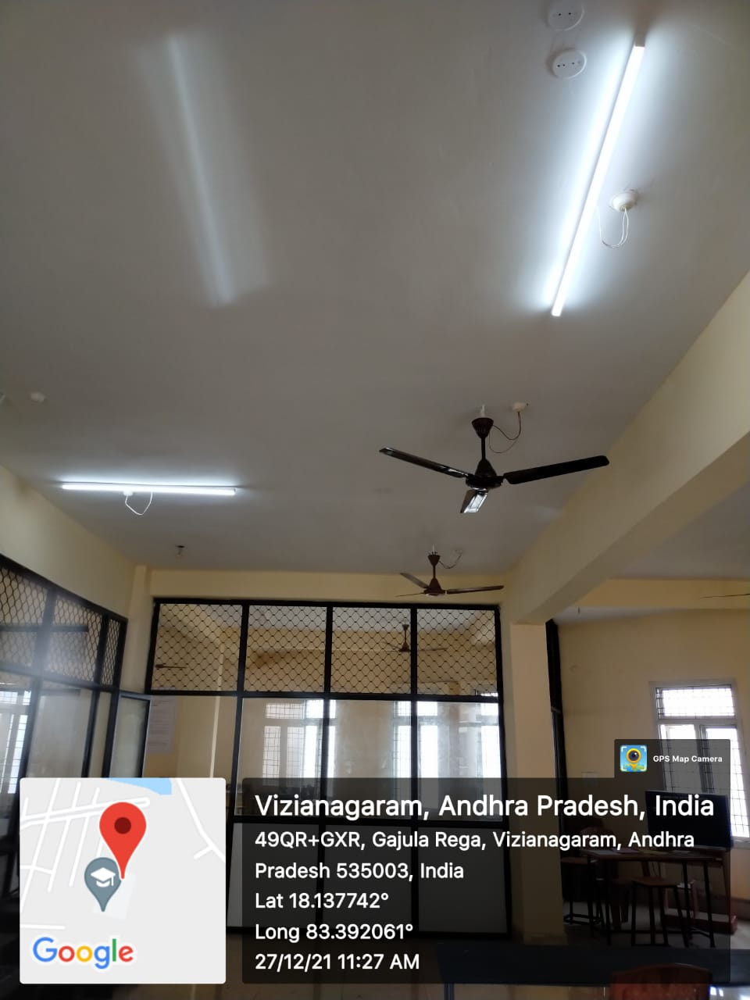 GPS Map Camera
Vizianagaram, Andhra Pradesh, India
49QR+GXR, Gajula Rega, Vizianagaram, Andhra
Pradesh 535003, India
Lat 18.137742°
Long 83.392061°
27/12/21 11:27 AM
Google